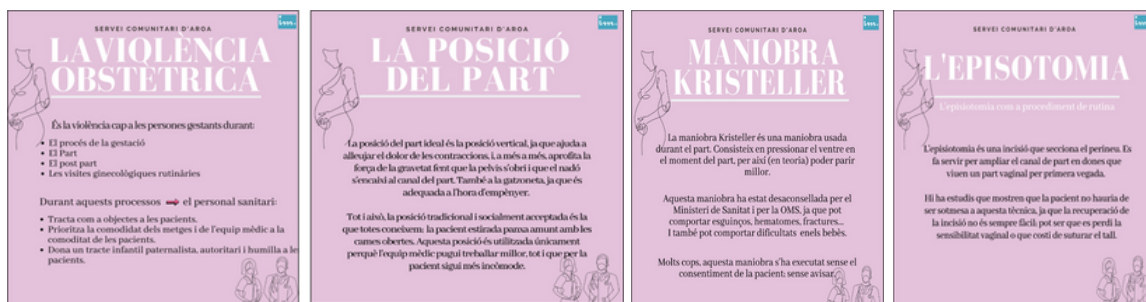 SERVEI COMUNITARI D'AROA
im.
LA VIOLÈNCIA
OBSTÈTRICA
És la violència cap a les persones gestants durant:
El procés de la gestació
El Part
El post part
Les visites ginecològiques rutinàries
Durant aquests processos ➡ el personal sanitari:
Tracta com a objectes a les pacients.
Prioritza la comodidat dels metges i de l'equip mèdic a la
comoditat de les pacients.
Dona un tracte infantil paternalista, autoritari i humilla a les
pacients.
SERVEI COMUNITARI D'AROA
im.
LA POSICIÓ
DEL PART
La posició del part ideal és la posició vertical, ja que ajuda a
alleujar el dolor de les contraccions, i, a més a més, aprofita la
força de la gravetat fent que la pelvis s'obri i que el nadó
s'encaixi al canal del part. També a la gatzoneta, ja que és
adequada a l'hora d'empènyer.
Tot i això, la posició tradicional i socialment acceptada és la
que totes coneixem: la pacient estirada panxa amunt amb les
cames obertes. Aquesta posició és utilitzada únicament
perquè l'equip mèdic pugui treballar millor, tot i que per la
pacient sigui més incòmode.
SERVEI COMUNITARI D'AROA
im.
MANIOBRA
KRISTELLER
La maniobra Kristeller és una maniobra usada
durant el part. Consisteix en pressionar el ventre en
el moment del part, per així (en teoria) poder parir
millor.
Aquesta maniobra ha estat desaconsellada per el
Ministeri de Sanitat i per la OMS, ja que pot
comportar esguinços, hematomes, fractures...
I també pot comportar dificultats enels bebés.
Molts cops, aquesta maniobra s'ha executat sense el
consentiment de la pacient; sense avisar.
SERVEI COMUNITARI D'AROA
im.
L'EPISOTOMIA
L'episiotomia com a procediment de rutina
L'episiotomia és una incisió que secciona el perinea. Es
fa servir per ampliar el canal de part en dones que
viuen un part vaginal per primera vegada.
Hi ha estudis que mostren que la pacient no hauria de
ser sotmesa a aquesta tècnica, ja que la recuperació de
la incisió no és sempre fàcil; pot ser que es perdi la
sensibilitat vaginal o que costi de suturar el tall.